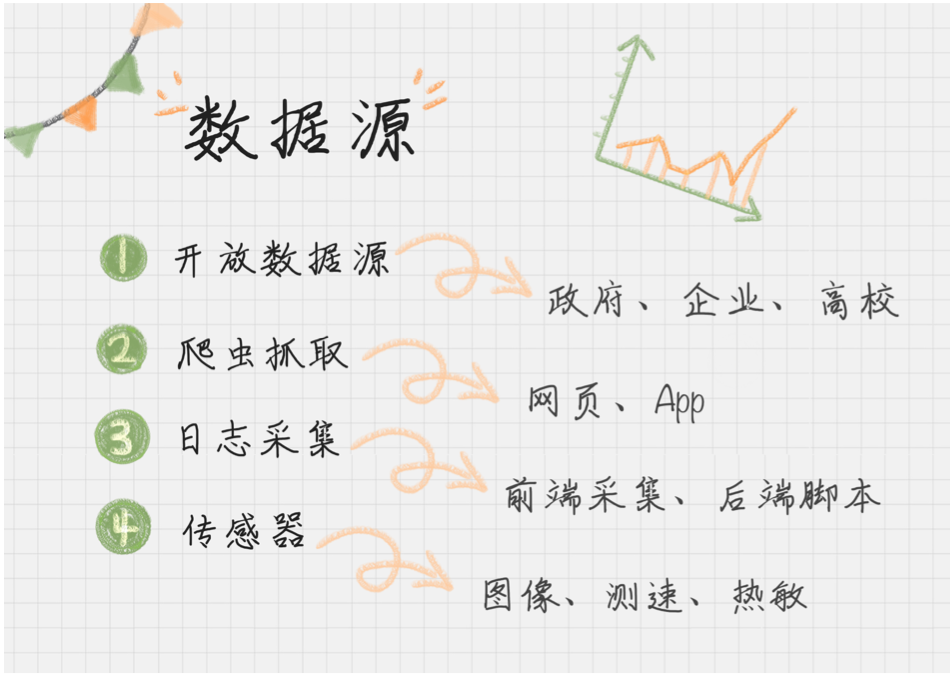 数据源
1 开放数据源
政府、企业、高校
2 爬虫抓取
网页、App
3 日志采集
前端采集、后端脚本
4 传感器
图像、测速、热敏